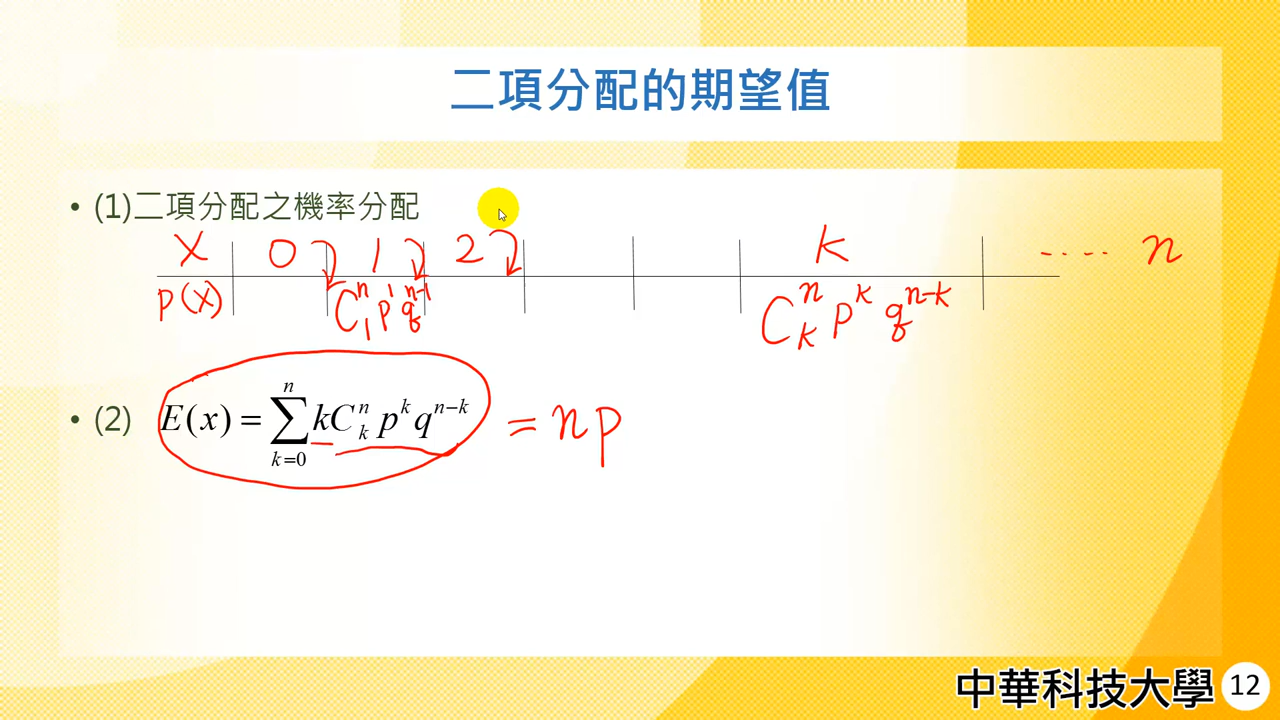 二項分配的期望值
• (1)二項分配之機率分配
X 0 1 2 k ···· n
P(X) C₁ⁿ p¹ qⁿ⁻¹ Cₖⁿ pᵏ qⁿ⁻ᵏ
• (2) E(x) = ∑ₖ₌₀ⁿ kCₖⁿ pᵏ qⁿ⁻ᵏ = np
中華科技大學 12